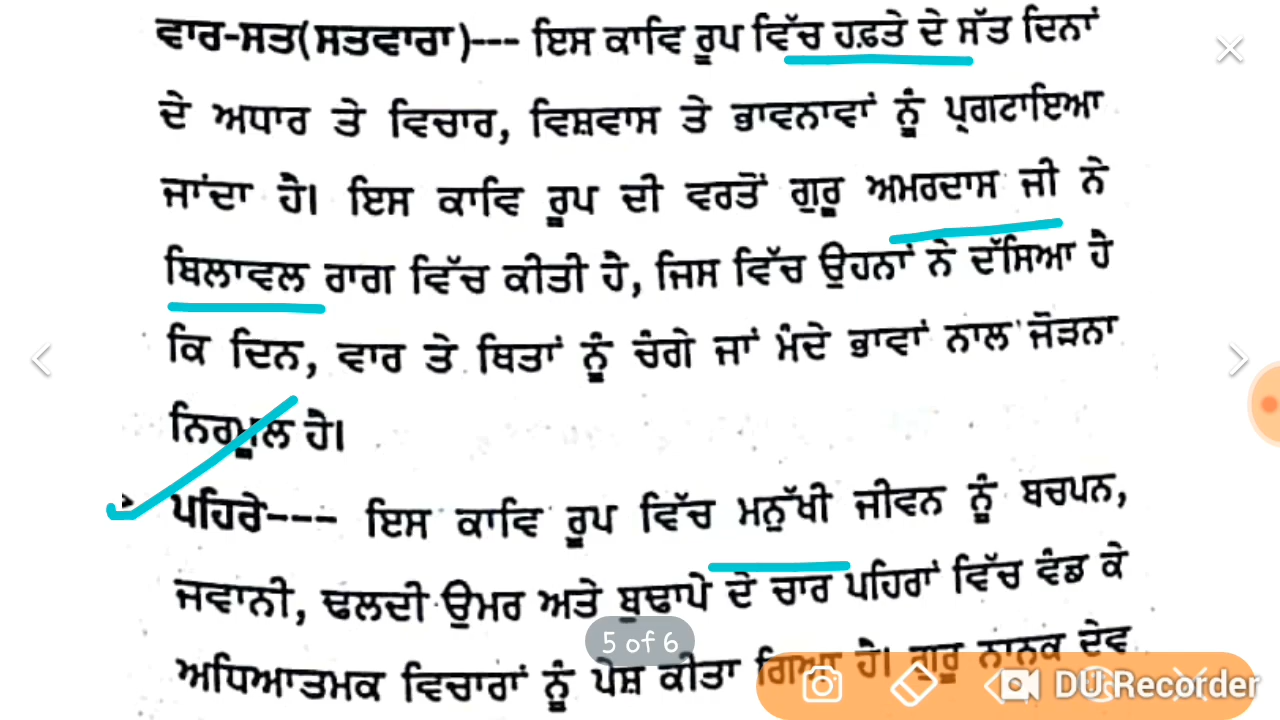 ਵਾਰ-ਸਤ(ਸਤਵਾਰਾ)--- ਇਸ ਕਾਵਿ ਰੂਪ ਵਿੱਚ ਹਫ਼ਤੇ ਦੇ ਸੱਤ ਦਿਨਾਂ
ਦੇ ਅਧਾਰ ਤੇ ਵਿਚਾਰ, ਵਿਸ਼ਵਾਸ ਤੇ ਭਾਵਨਾਵਾਂ ਨੂੰ ਪ੍ਰਗਟਾਇਆ
ਜਾਂਦਾ ਹੈ। ਇਸ ਕਾਵਿ ਰੂਪ ਦੀ ਵਰਤੋਂ ਗੁਰੂ ਅਮਰਦਾਸ ਜੀ ਨੇ
ਬਿਲਾਵਲ ਰਾਗ ਵਿੱਚ ਕੀਤੀ ਹੈ, ਜਿਸ ਵਿੱਚ ਉਹਨਾਂ ਨੇ ਦੱਸਿਆ ਹੈ
ਕਿ ਦਿਨ, ਵਾਰ ਤੇ ਥਿਤਾਂ ਨੂੰ ਚੰਗੇ ਜਾਂ ਮੰਦੇ ਭਾਵਾਂ ਨਾਲ ਜੋੜਨਾ
ਨਿਰਮੂਲ ਹੈ।
ਪਹਿਰੇ--- ਇਸ ਕਾਵਿ ਰੂਪ ਵਿੱਚ ਮਨੁੱਖੀ ਜੀਵਨ ਨੂੰ ਬਚਪਨ,
ਜਵਾਨੀ, ਢਲਦੀ ਉਮਰ ਅਤੇ ਬੁਢਾਪੇ ਦੇ ਚਾਰ ਪਹਿਰਾਂ ਵਿੱਚ ਵੰਡ ਕੇ
5 of 6
ਅਧਿਆਤਮਕ ਵਿਚਾਰਾਂ ਨੂੰ ਪੇਸ਼ ਕੀਤਾ ਗਿਆ ਹੈ। ਗੁਰੂ ਨਾਨਕ ਦੇਵ
DU Recorder